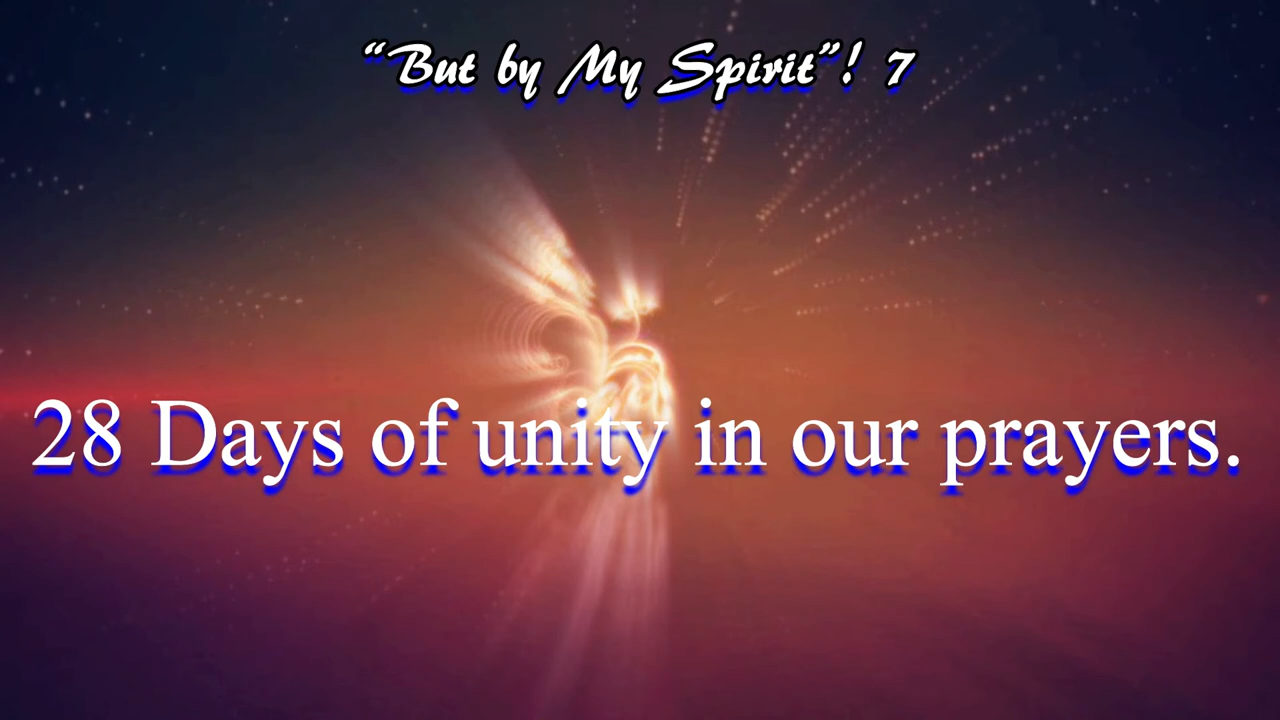 “But by My Spirit”! 7
28 Days of unity in our prayers.